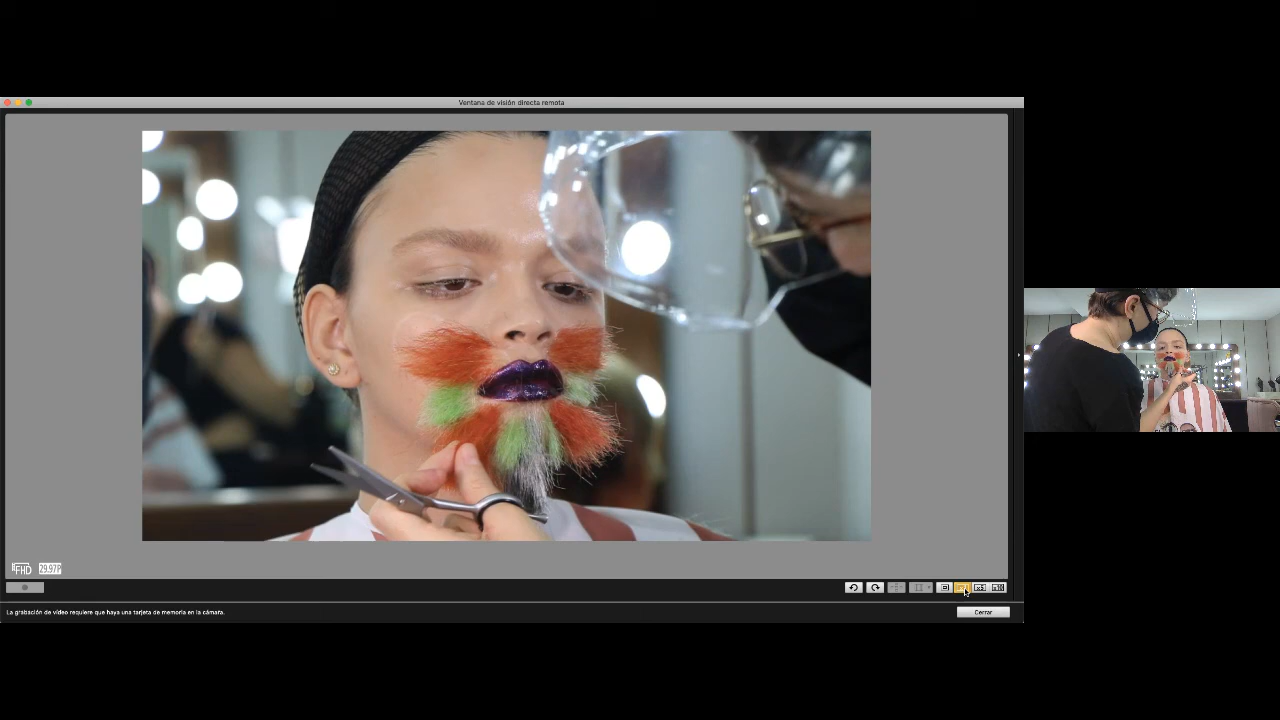 Ventana de visión directa remota
FHD 29.97P
La grabación de vídeo requiere que haya una tarjeta de memoria en la cámara.
Cerrar